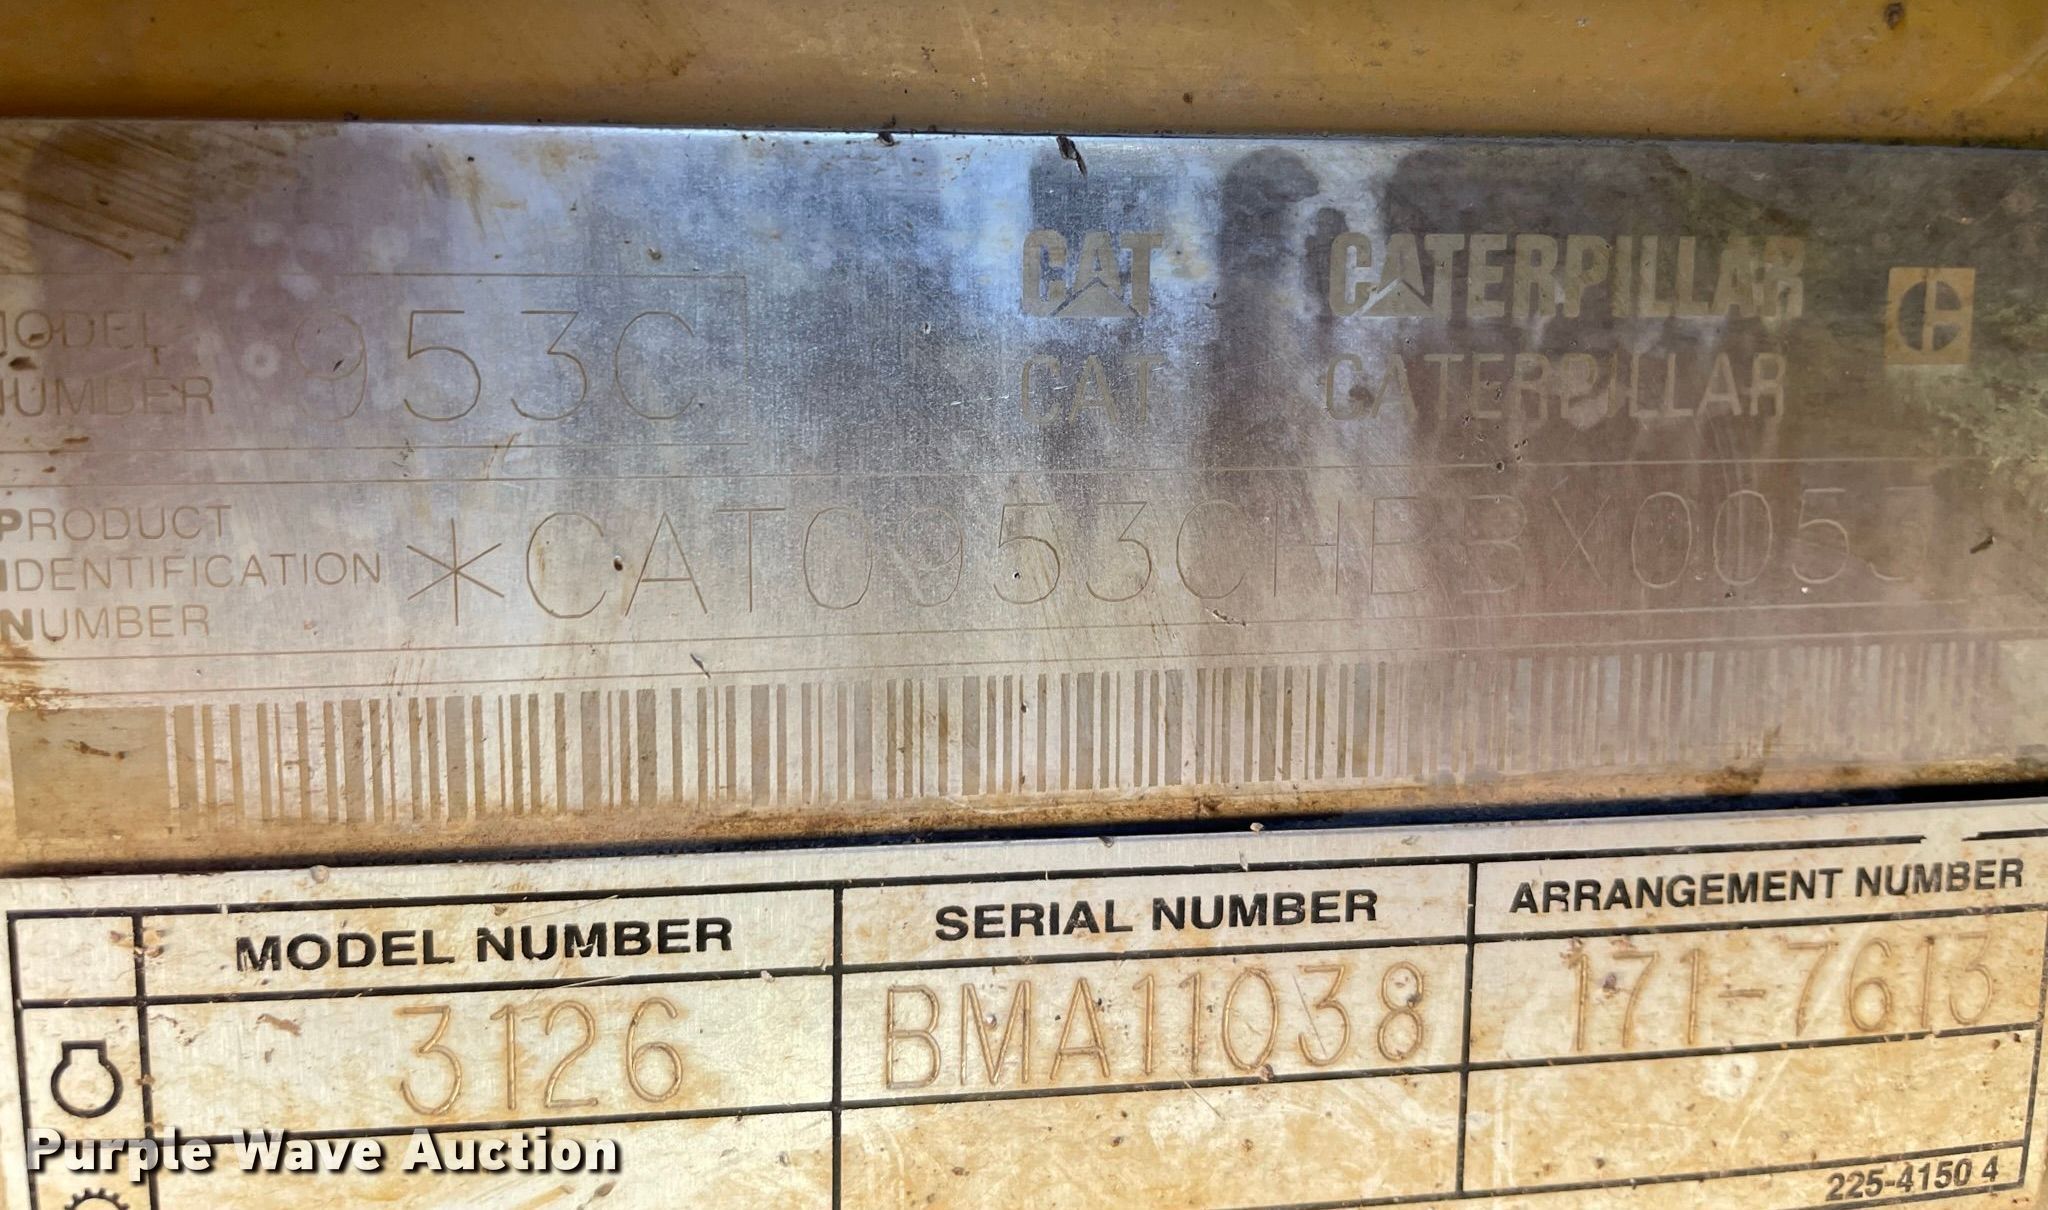 MODEL
NUMBER 953C
CAT CATERPILLAR
CAT CATERPILLAR
PRODUCT
IDENTIFICATION
NUMBER
MODEL NUMBER SERIAL NUMBER ARRANGEMENT NUMBER
3126 BMA11038 171-7613
225-4150 4
Purple Wave Auction